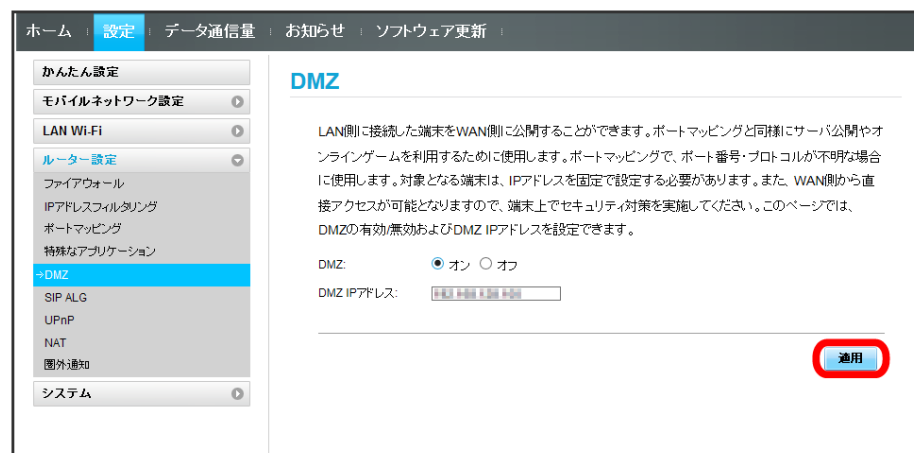 ホーム 設定 データ通信量 お知らせ ソフトウェア更新
かんたん設定
モバイルネットワーク設定
LAN Wi-Fi
ルーター設定
ファイアウォール
IPアドレスフィルタリング
ポートマッピング
特殊なアプリケーション
→DMZ
SIP ALG
UPnP
NAT
圏外通知
システム
DMZ
LAN側に接続した端末をWAN側に公開することができます。ポートマッピングと同様にサーバ公開やオ
ンラインゲームを利用するために使用します。ポートマッピングで、ポート番号・プロトコルが不明な場合
に使用します。対象となる端末は、IPアドレスを固定で設定する必要があります。また、WAN側から直
接アクセスが可能となりますので、端末上でセキュリティ対策を実施してください。このページでは、
DMZの有効/無効およびDMZ IPアドレスを設定できます。
DMZ: オン オフ
DMZ IPアドレス:
適用